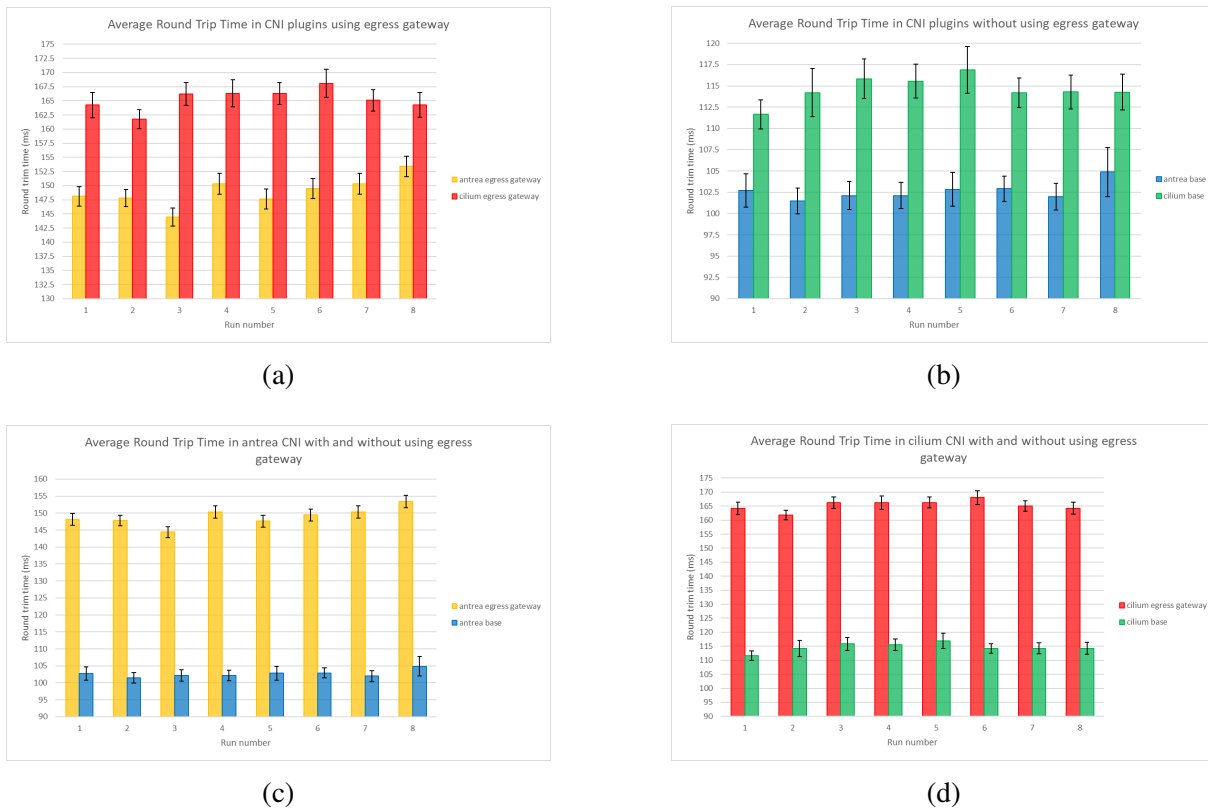 Average Round Trip Time in CNI plugins using egress gateway
175
172.5
170
167.5
165
162.5
160
157.5
155
152.5
150
147.5
145
142.5
140
137.5
135
132.5
130
Round trim time (ms)
1 2 3 4 5 6 7 8
Run number
antrea egress gateway
cilium egress gateway
(a)
Average Round Trip Time in CNI plugins without using egress gateway
120
117.5
115
112.5
110
107.5
105
102.5
100
97.5
95
92.5
90
Round trim time (ms)
1 2 3 4 5 6 7 8
Run number
antrea base
cilium base
(b)
Average Round Trip Time in antrea CNI with and without using egress
gateway
160
155
150
145
140
135
130
125
120
115
110
105
100
95
90
Round trim time (ms)
1 2 3 4 5 6 7 8
Run number
antrea egress gateway
antrea base
(c)
Average Round Trip Time in cilium CNI with and without using egress
gateway
175
170
165
160
155
150
145
140
135
130
125
120
115
110
105
100
95
90
Round trim time (ms)
1 2 3 4 5 6 7 8
Run number
cilium egress gateway
cilium base
(d)